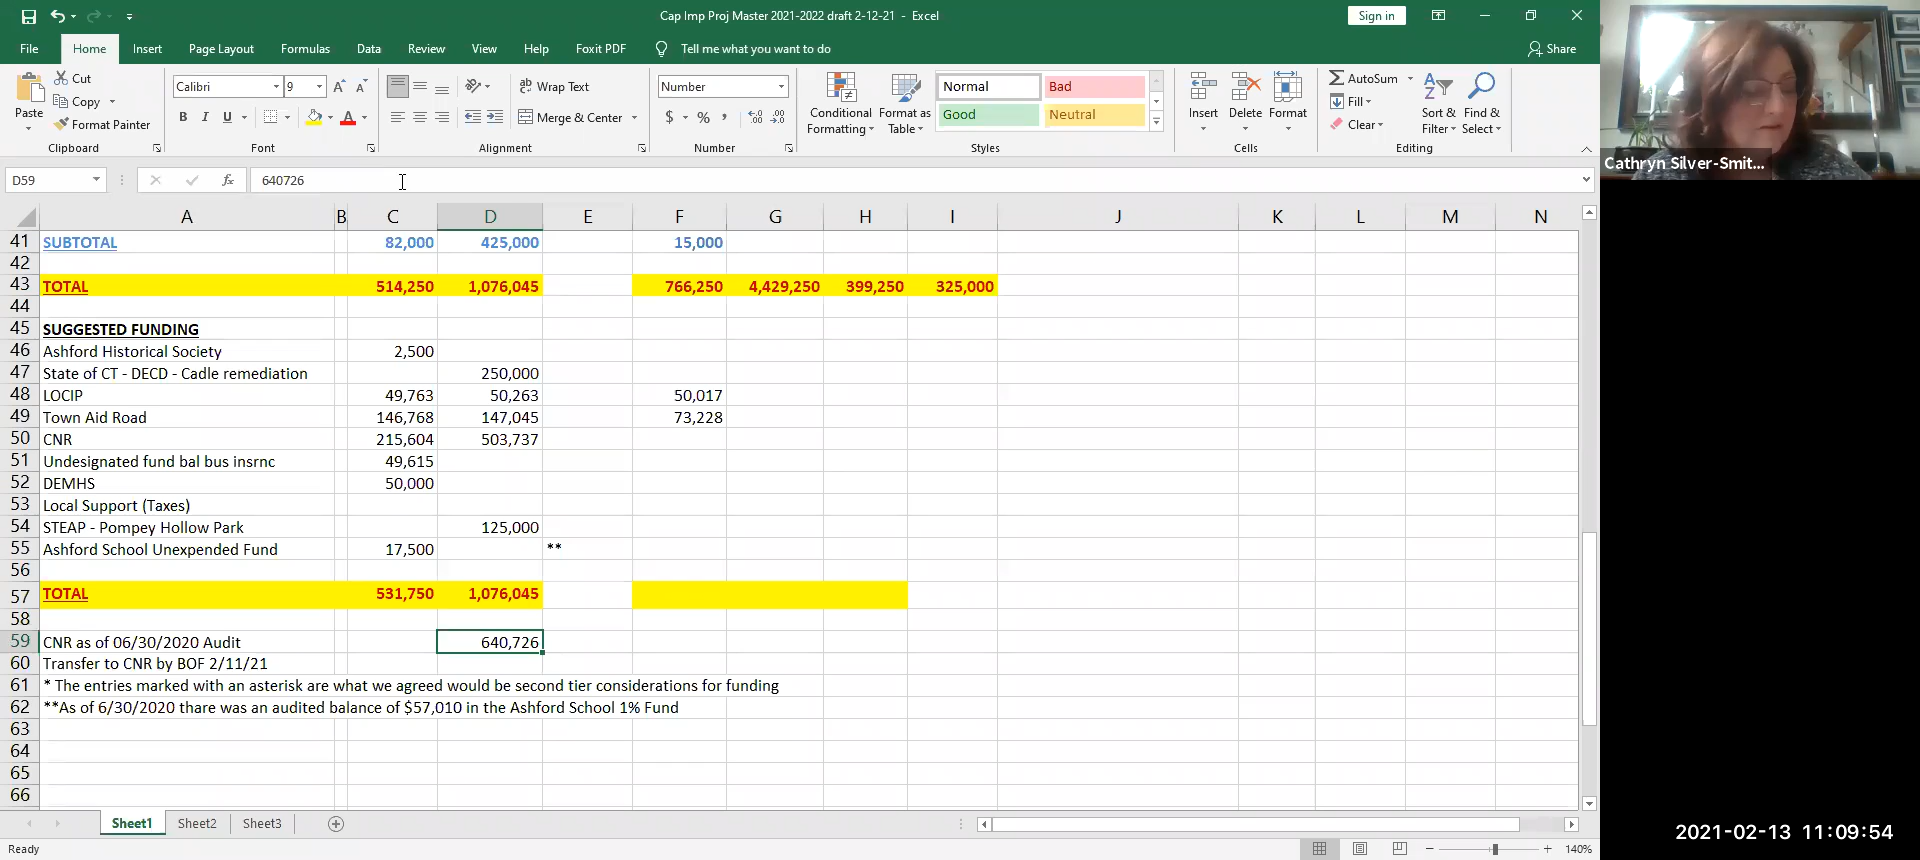 Cap Imp Proj Master 2021-2022 draft 2-12-21 - Excel
Sign in
File Home Insert Page Layout Formulas Data Review View Help Foxit PDF Tell me what you want to do Share
Paste
Cut
Copy
Format Painter
Clipboard
Calibri 9
B I U
Font
Wrap Text
Merge & Center
Alignment
Number
$ % ,
Number
Conditional Formatting
Format as Table
Normal Bad
Good Neutral
Styles
Insert Delete Format
Cells
AutoSum
Fill
Clear
Sort & Filter
Find & Select
Editing
Cathryn Silver-Smit...
D59 fx 640726
A B C D E F G H I J K L M N
41 SUBTOTAL 82,000 425,000 15,000
42
43 TOTAL 514,250 1,076,045 766,250 4,429,250 399,250 325,000
44
45 SUGGESTED FUNDING
46 Ashford Historical Society 2,500
47 State of CT - DECD - Cadle remediation 250,000
48 LOCIP 49,763 50,263 50,017
49 Town Aid Road 146,768 147,045 73,228
50 CNR 215,604 503,737
51 Undesignated fund bal bus insrnc 49,615
52 DEMHS 50,000
53 Local Support (Taxes)
54 STEAP - Pompey Hollow Park 125,000
55 Ashford School Unexpended Fund 17,500 **
56
57 TOTAL 531,750 1,076,045
58
59 CNR as of 06/30/2020 Audit 640,726
60 Transfer to CNR by BOF 2/11/21
61 * The entries marked with an asterisk are what we agreed would be second tier considerations for funding
62 **As of 6/30/2020 thare was an audited balance of $57,010 in the Ashford School 1% Fund
63
64
65
66
Sheet1 Sheet2 Sheet3
Ready
140%
2021-02-13 11:09:54